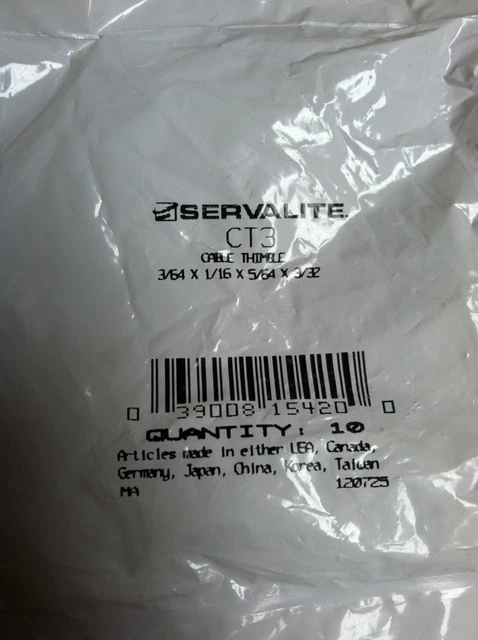 SERVALITE
CT3
CABLE THIMBLE
3/64 X 1/16 X 5/64 X 3/32
0 39008 15420 0
QUANTITY: 10
Articles made in either USA, Canada,
Germany, Japan, China, Korea, Taiwan
MA 120725